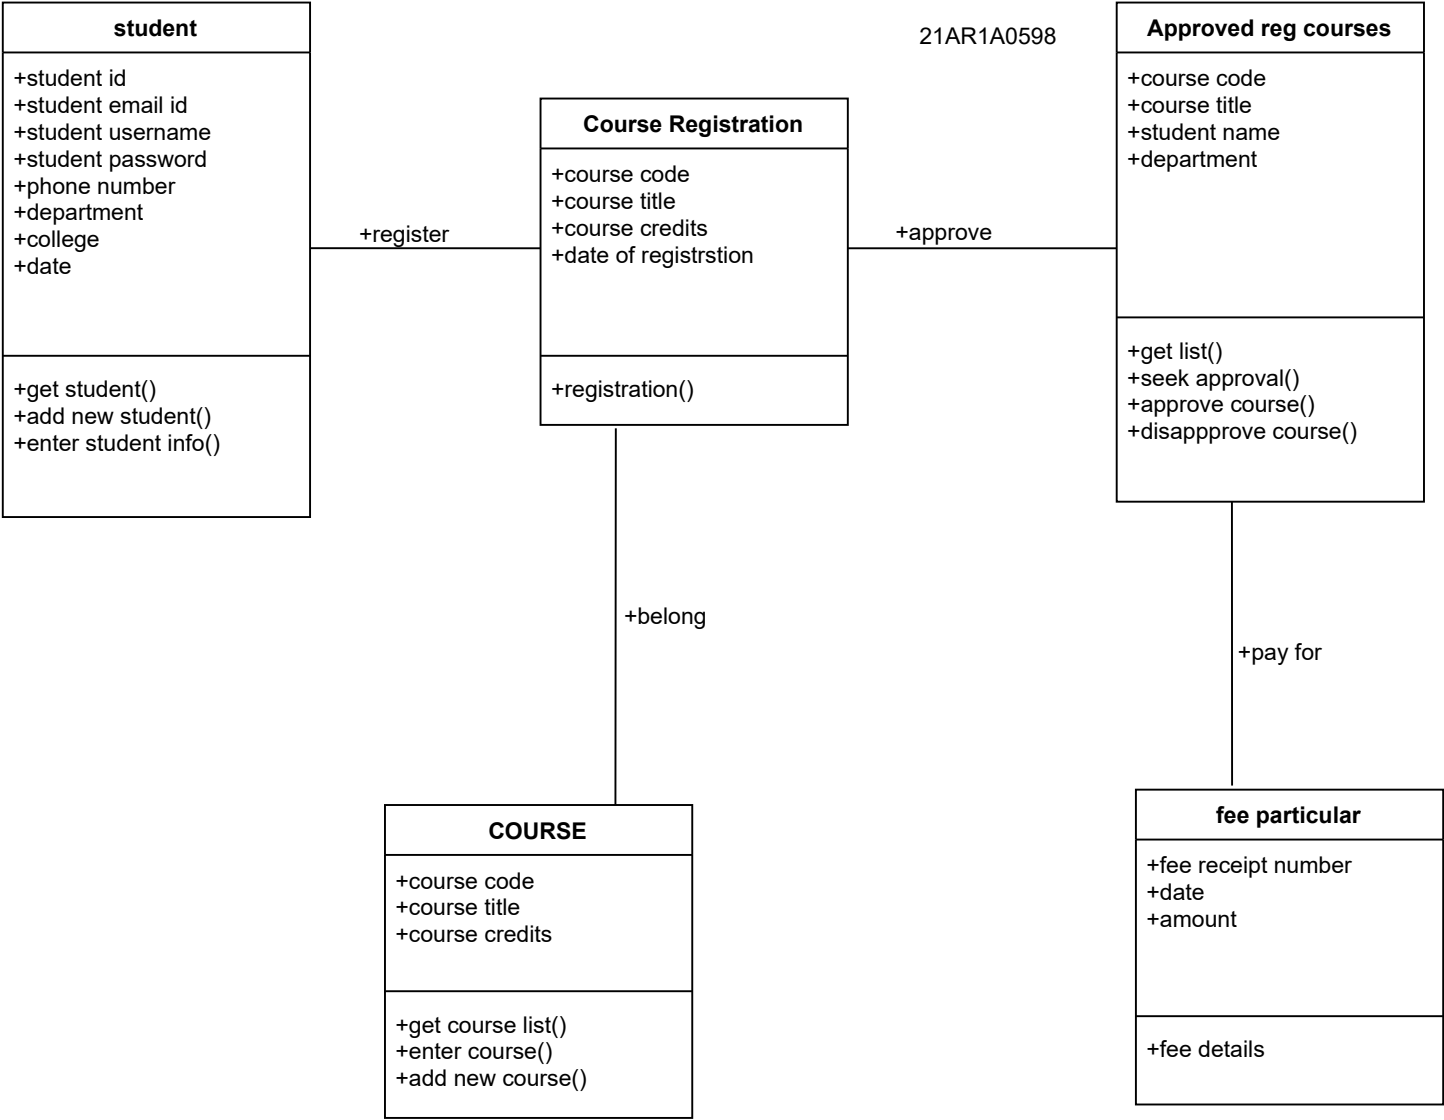 student
+student id
+student email id
+student username
+student password
+phone number
+department
+college
+date
+get student()
+add new student()
+enter student info()
+register
Course Registration
+course code
+course title
+course credits
+date of registrstion
+registration()
21AR1A0598
+approve
Approved reg courses
+course code
+course title
+student name
+department
+get list()
+seek approval()
+approve course()
+disappprove course()
+belong
+pay for
COURSE
+course code
+course title
+course credits
+get course list()
+enter course()
+add new course()
fee particular
+fee receipt number
+date
+amount
+fee details